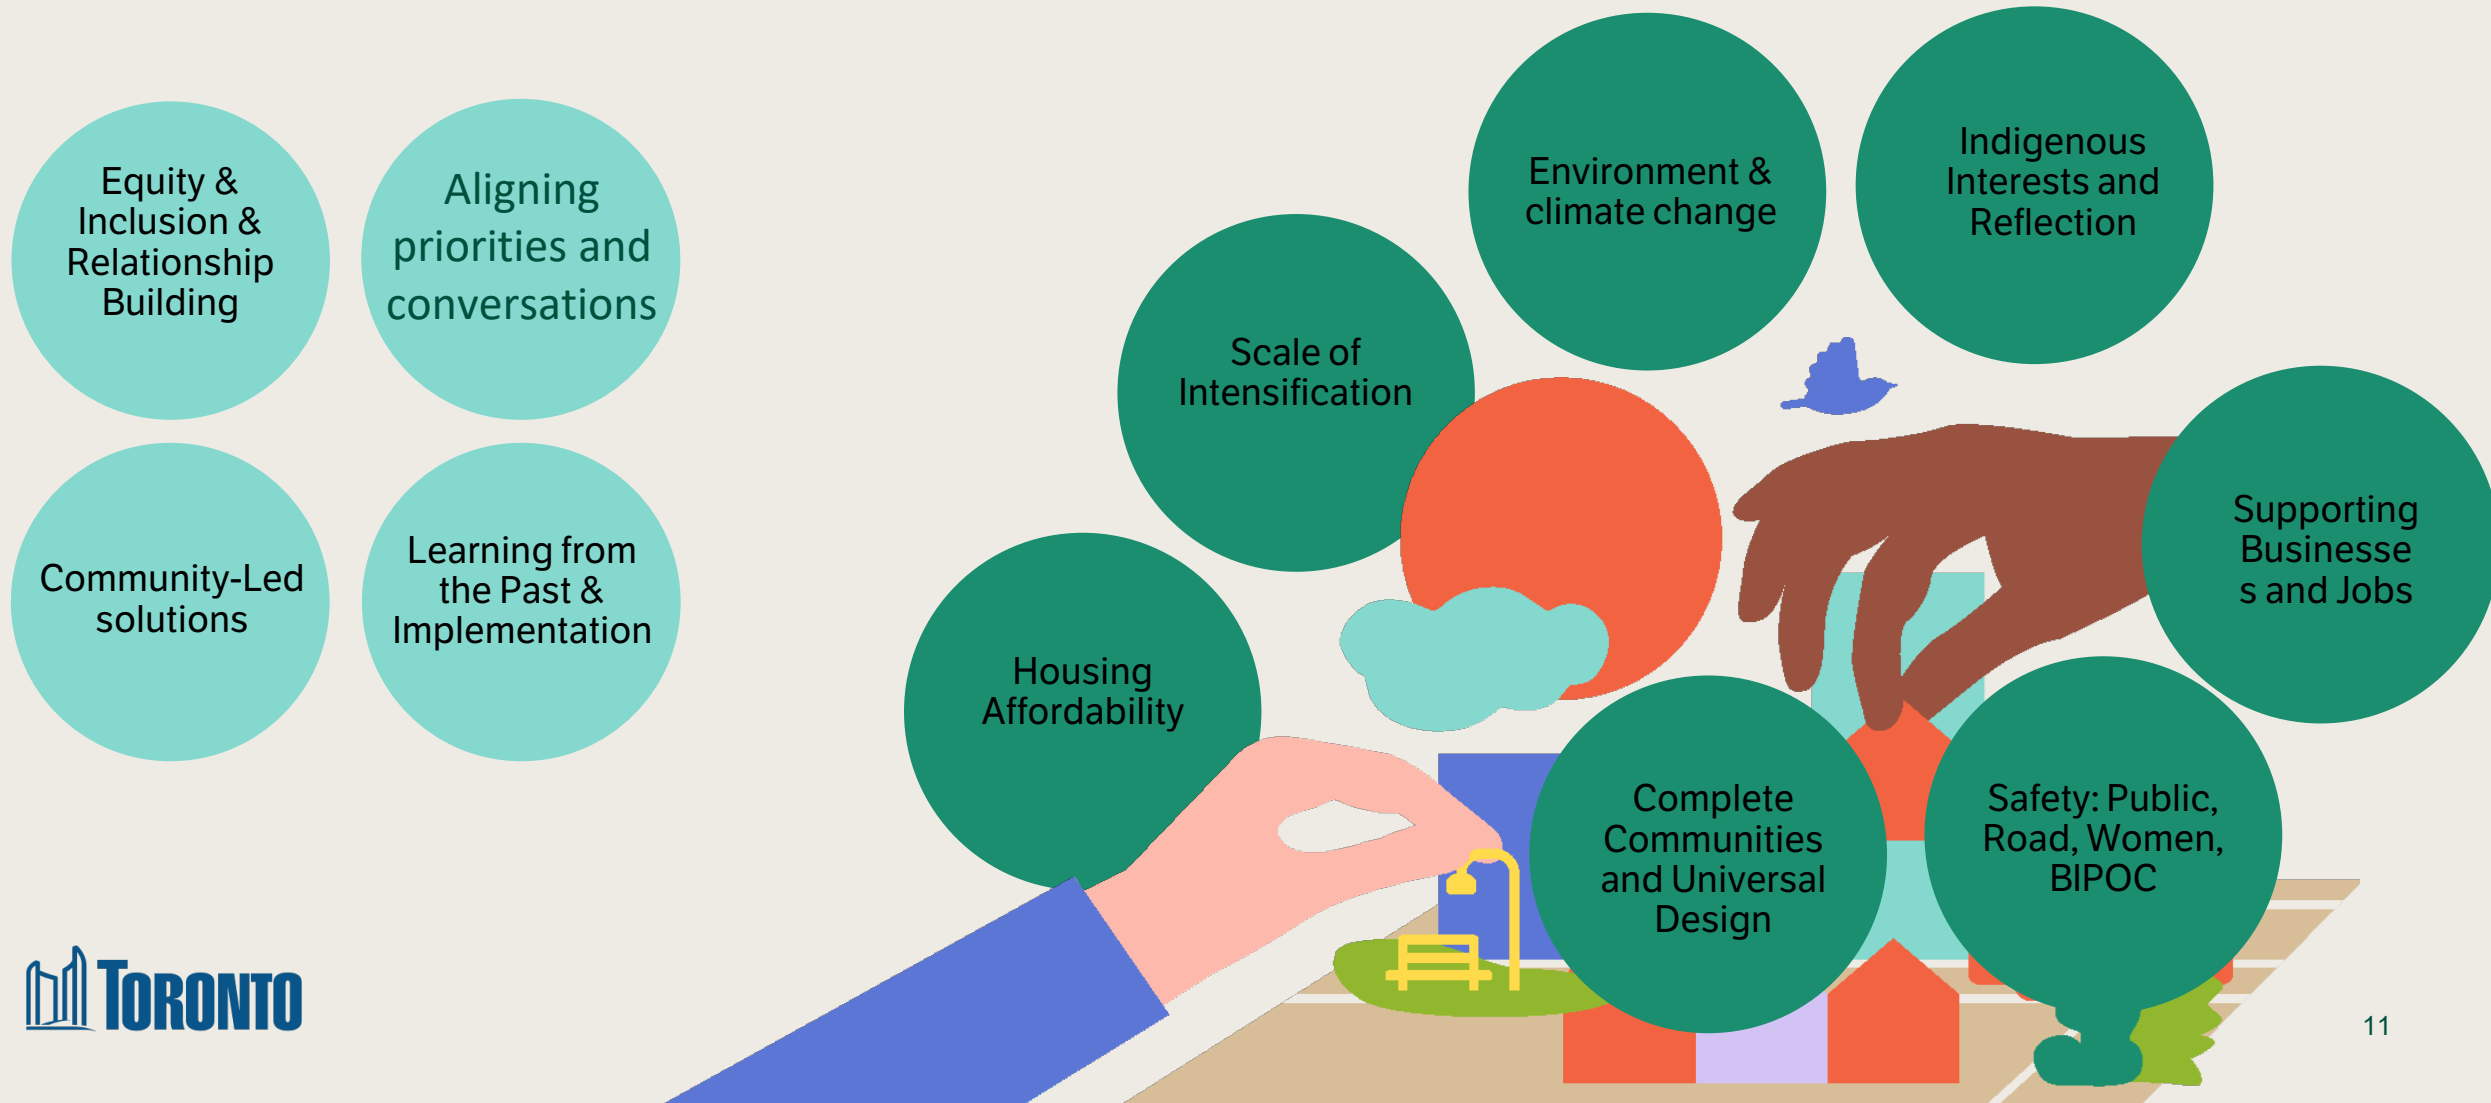 Equity &
Inclusion &
Relationship
Building
Aligning
priorities and
conversations
Community-Led
solutions
Learning from
the Past &
Implementation
Housing
Affordability
Scale of
Intensification
Environment &
climate change
Indigenous
Interests and
Reflection
Supporting
Businesse
s and Jobs
Complete
Communities
and Universal
Design
Safety: Public,
Road, Women,
BIPOC
TORONTO
11